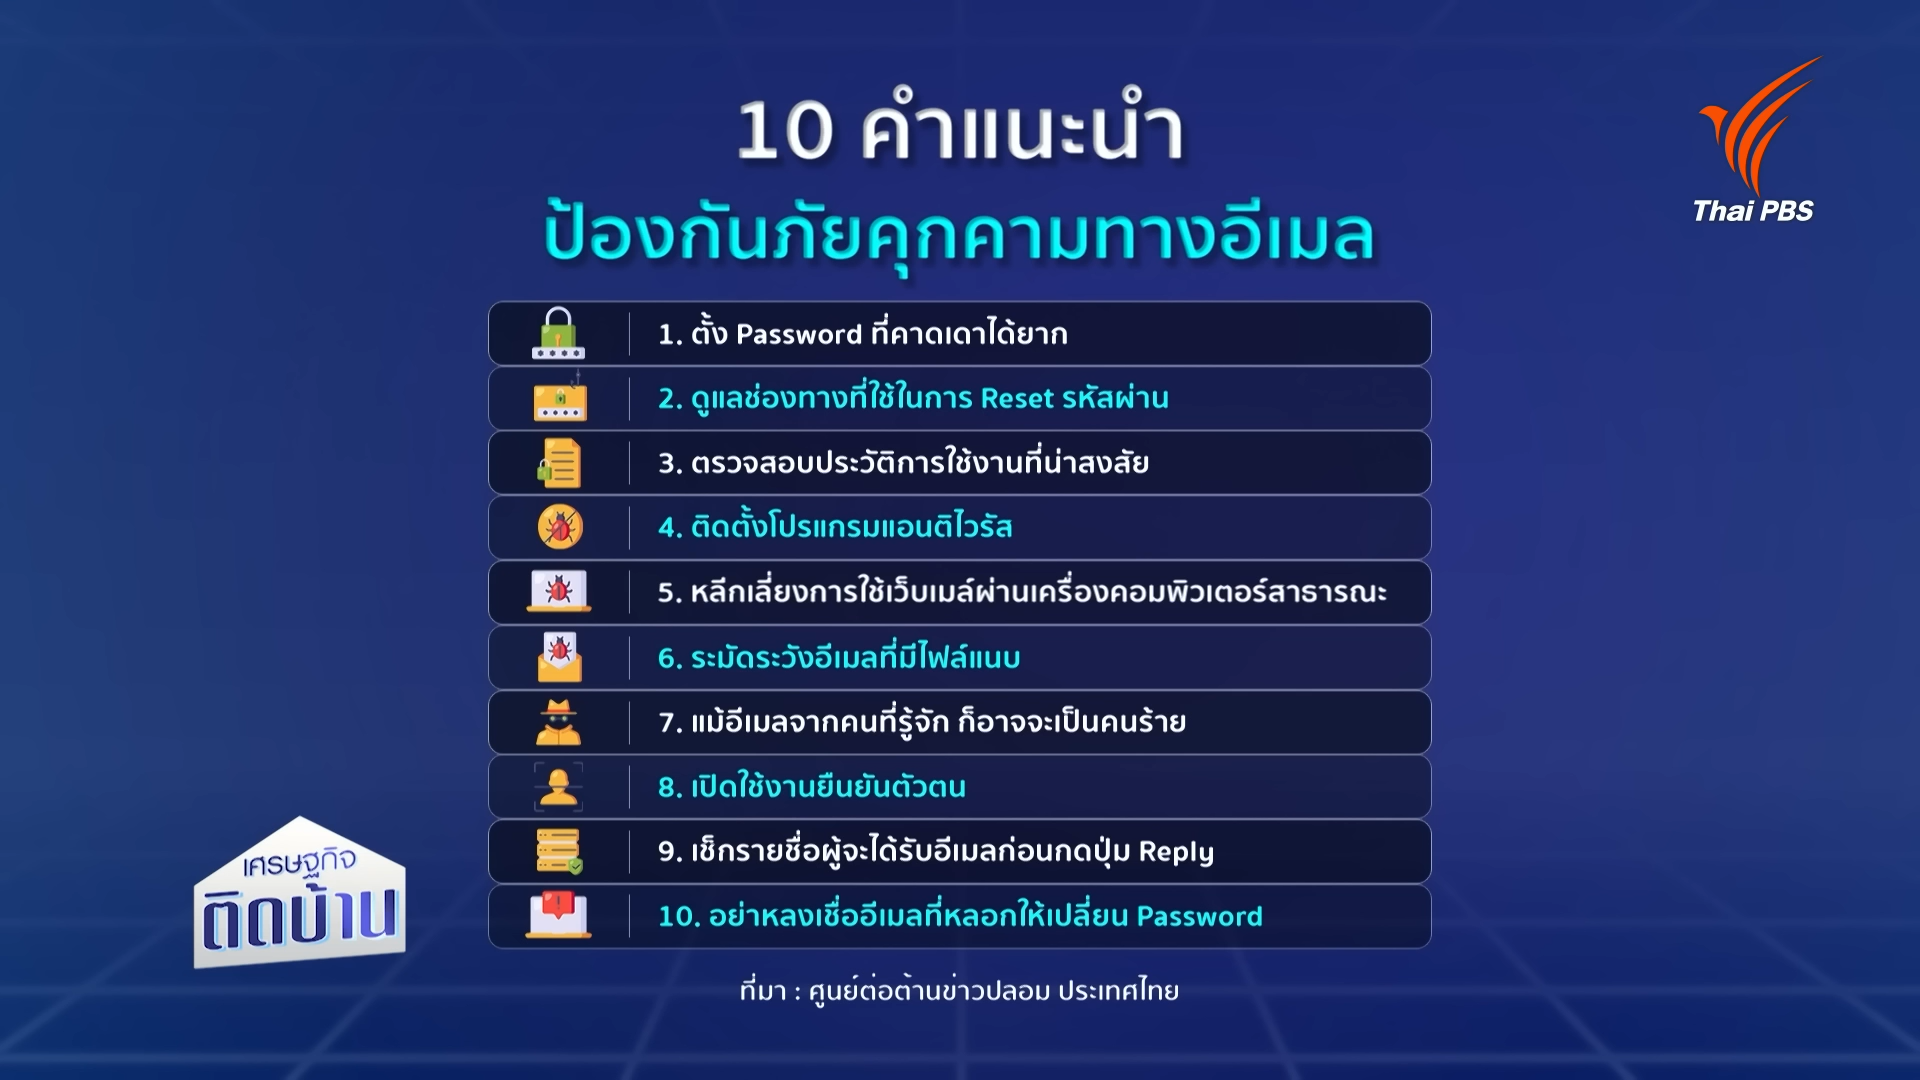 10 คำแนะนำ
ป้องกันภัยคุกคามทางอีเมล
Thai PBS
1. ตั้ง Password ที่คาดเดาได้ยาก
2. ดูแลช่องทางที่ใช้ในการ Reset รหัสผ่าน
3. ตรวจสอบประวัติการใช้งานที่น่าสงสัย
4. ติดตั้งโปรแกรมแอนติไวรัส
5. หลีกเลี่ยงการใช้เว็บเมล์ผ่านเครื่องคอมพิวเตอร์สาธารณะ
6. ระมัดระวังอีเมลที่มีไฟล์แนบ
7. แม้อีเมลจากคนที่รู้จัก ก็อาจจะเป็นคนร้าย
8. เปิดใช้งานยืนยันตัวตน
9. เช็กรายชื่อผู้จะได้รับอีเมลก่อนกดปุ่ม Reply
10. อย่าหลงเชื่ออีเมลที่หลอกให้เปลี่ยน Password
เศรษฐกิจ
ติดบ้าน
ที่มา : ศูนย์ต่อต้านข่าวปลอม ประเทศไทย